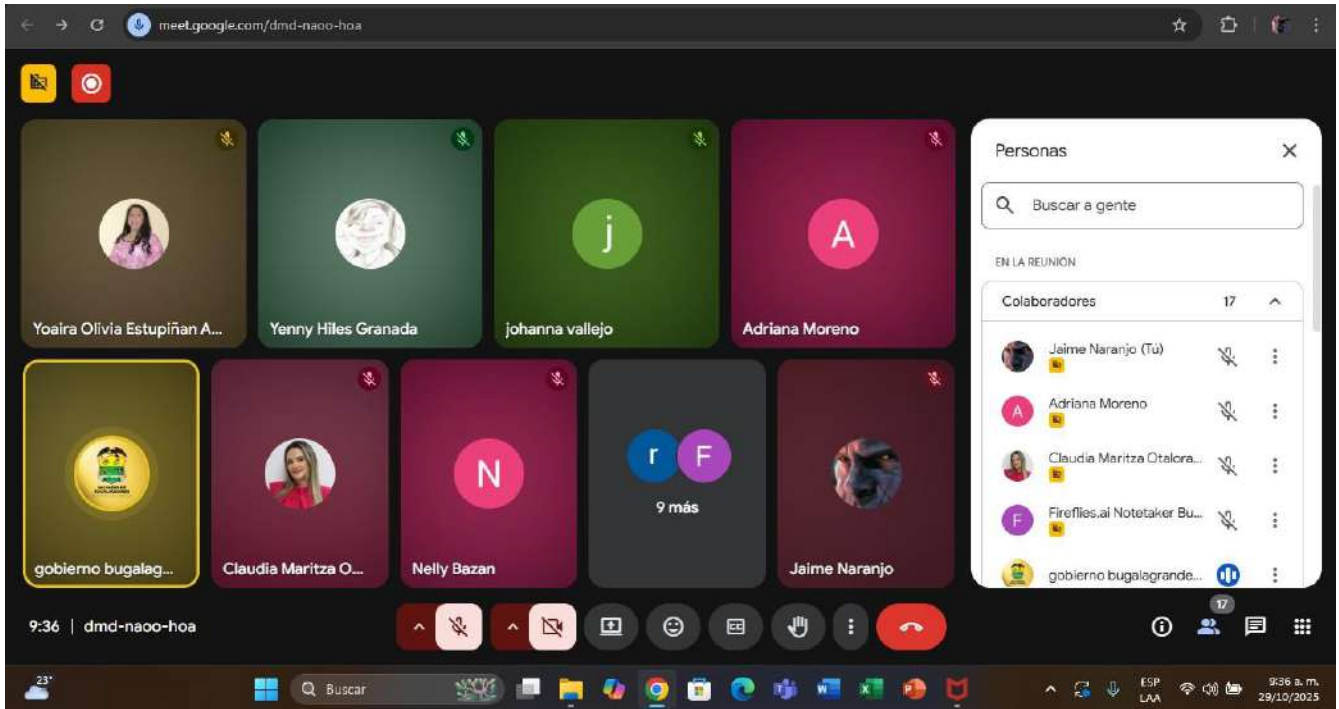 meet.google.com/dmd-naoo-hoa
Yoaira Olivia Estupiñan A...
Yenny Hiles Granada
j
johanna vallejo
A
Adriana Moreno
gobierno bugalag...
Claudia Maritza O...
N
Nelly Bazan
r F
9 más
Jaime Naranjo
Personas
Buscar a gente
EN LA REUNIÓN
Colaboradores 17
Jaime Naranjo (Tú)
A Adriana Moreno
Claudia Maritza Otalora...
F Fireflies.ai Notetaker Bu...
gobierno bugalagrande...
9:36 | dmd-naoo-hoa
17
23°
Buscar
ESP
LAA
9:36 a. m.
29/10/2025